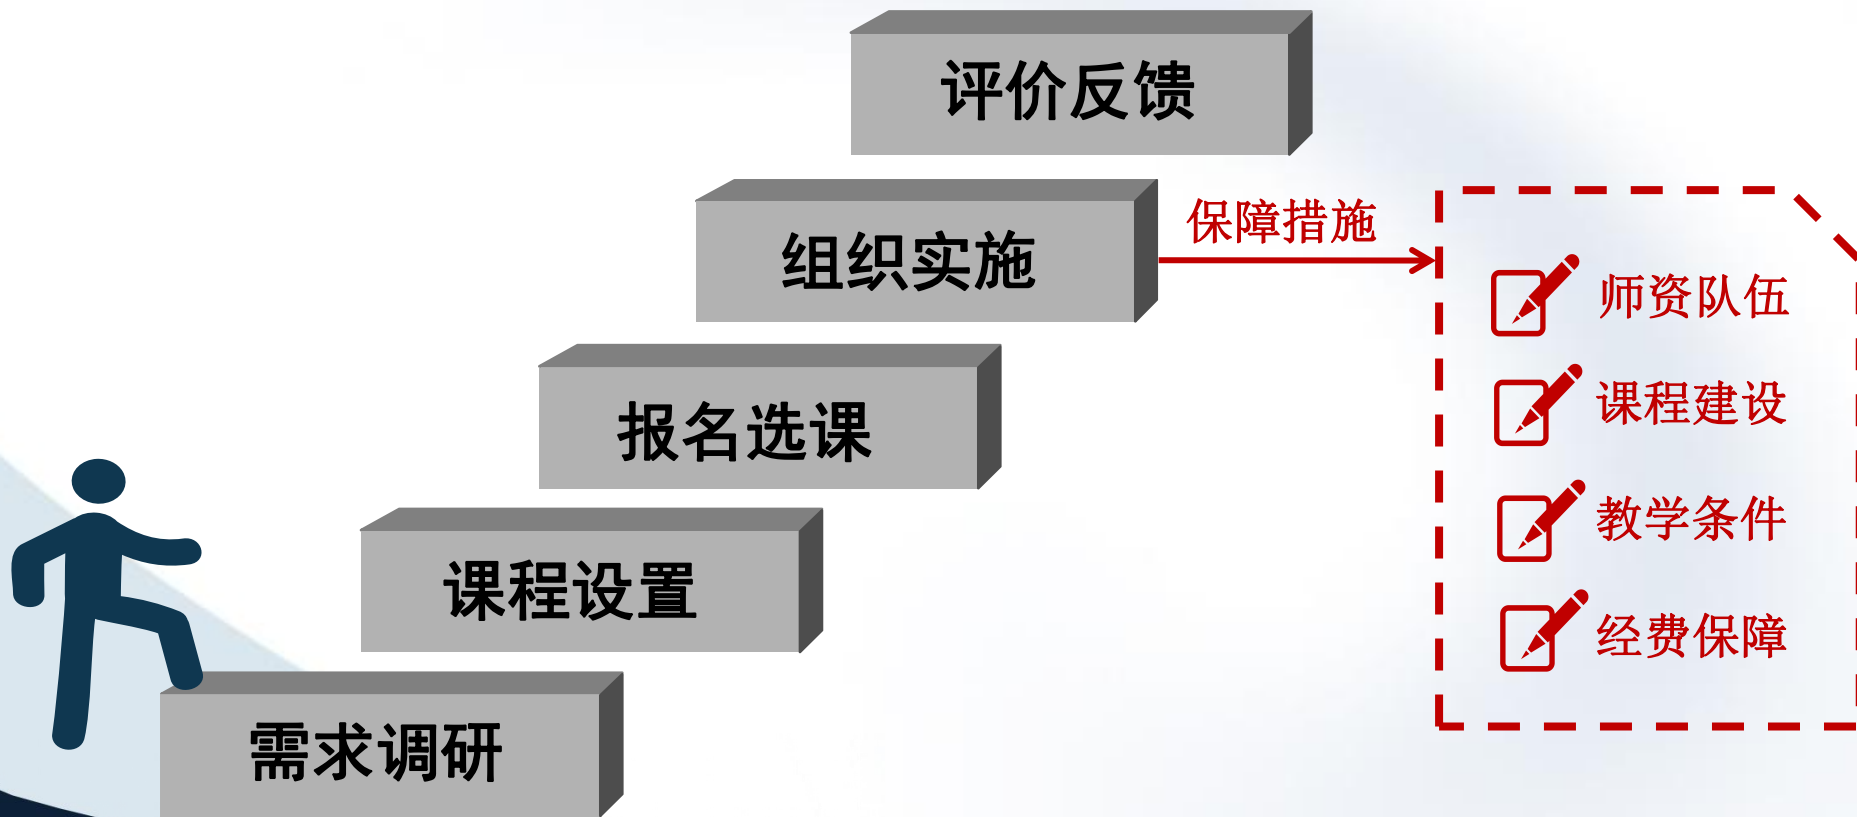 评价反馈
组织实施
保障措施
报名选课
课程设置
需求调研
师资队伍
课程建设
教学条件
经费保障